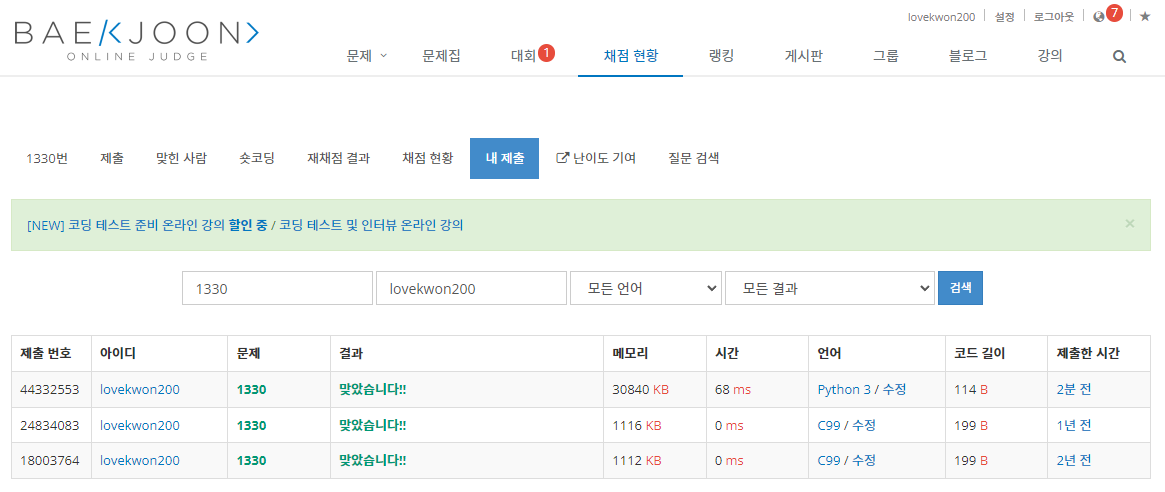 lovekwon200 설정 로그아웃 7
BAEKJOON
ONLINE JUDGE
문제 문제집 대회 1 채점 현황 랭킹 게시판 그룹 블로그 강의
1330번 제출 맞힌 사람 숏코딩 재채점 결과 채점 현황 내 제출 난이도 기여 질문 검색
[NEW] 코딩 테스트 준비 온라인 강의 할인 중 / 코딩 테스트 및 인터뷰 온라인 강의 ×
1330 lovekwon200 모든 언어 모든 결과 검색
제출 번호 아이디 문제 결과 메모리 시간 언어 코드 길이 제출한 시간
44332553 lovekwon200 1330 맞았습니다!! 30840 KB 68 ms Python 3 / 수정 114 B 2분 전
24834083 lovekwon200 1330 맞았습니다!! 1116 KB 0 ms C99 / 수정 199 B 1년 전
18003764 lovekwon200 1330 맞았습니다!! 1112 KB 0 ms C99 / 수정 199 B 2년 전